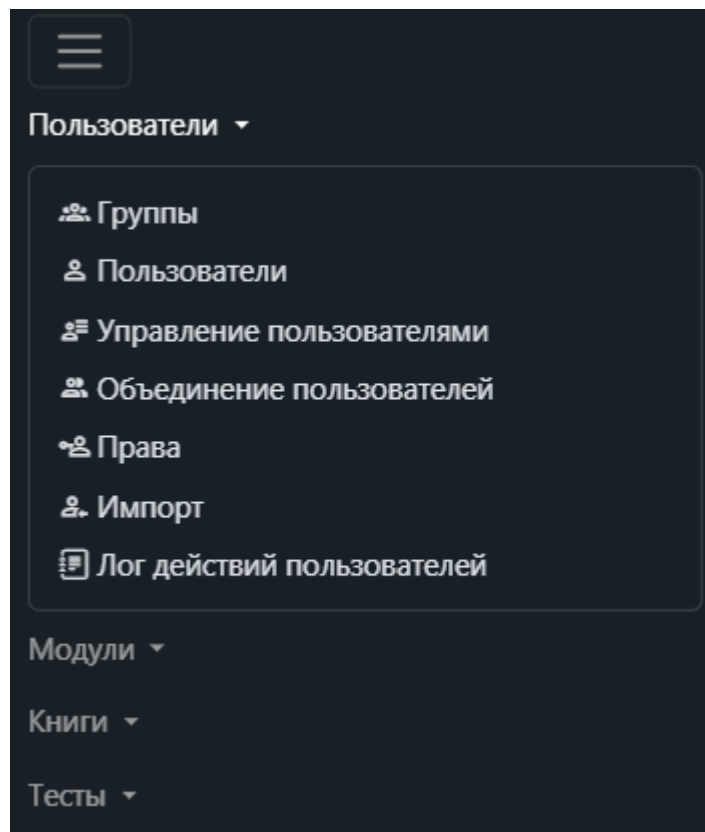 Пользователи
Группы
Пользователи
Управление пользователями
Объединение пользователей
Права
Импорт
Лог действий пользователей
Модули
Книги
Тесты